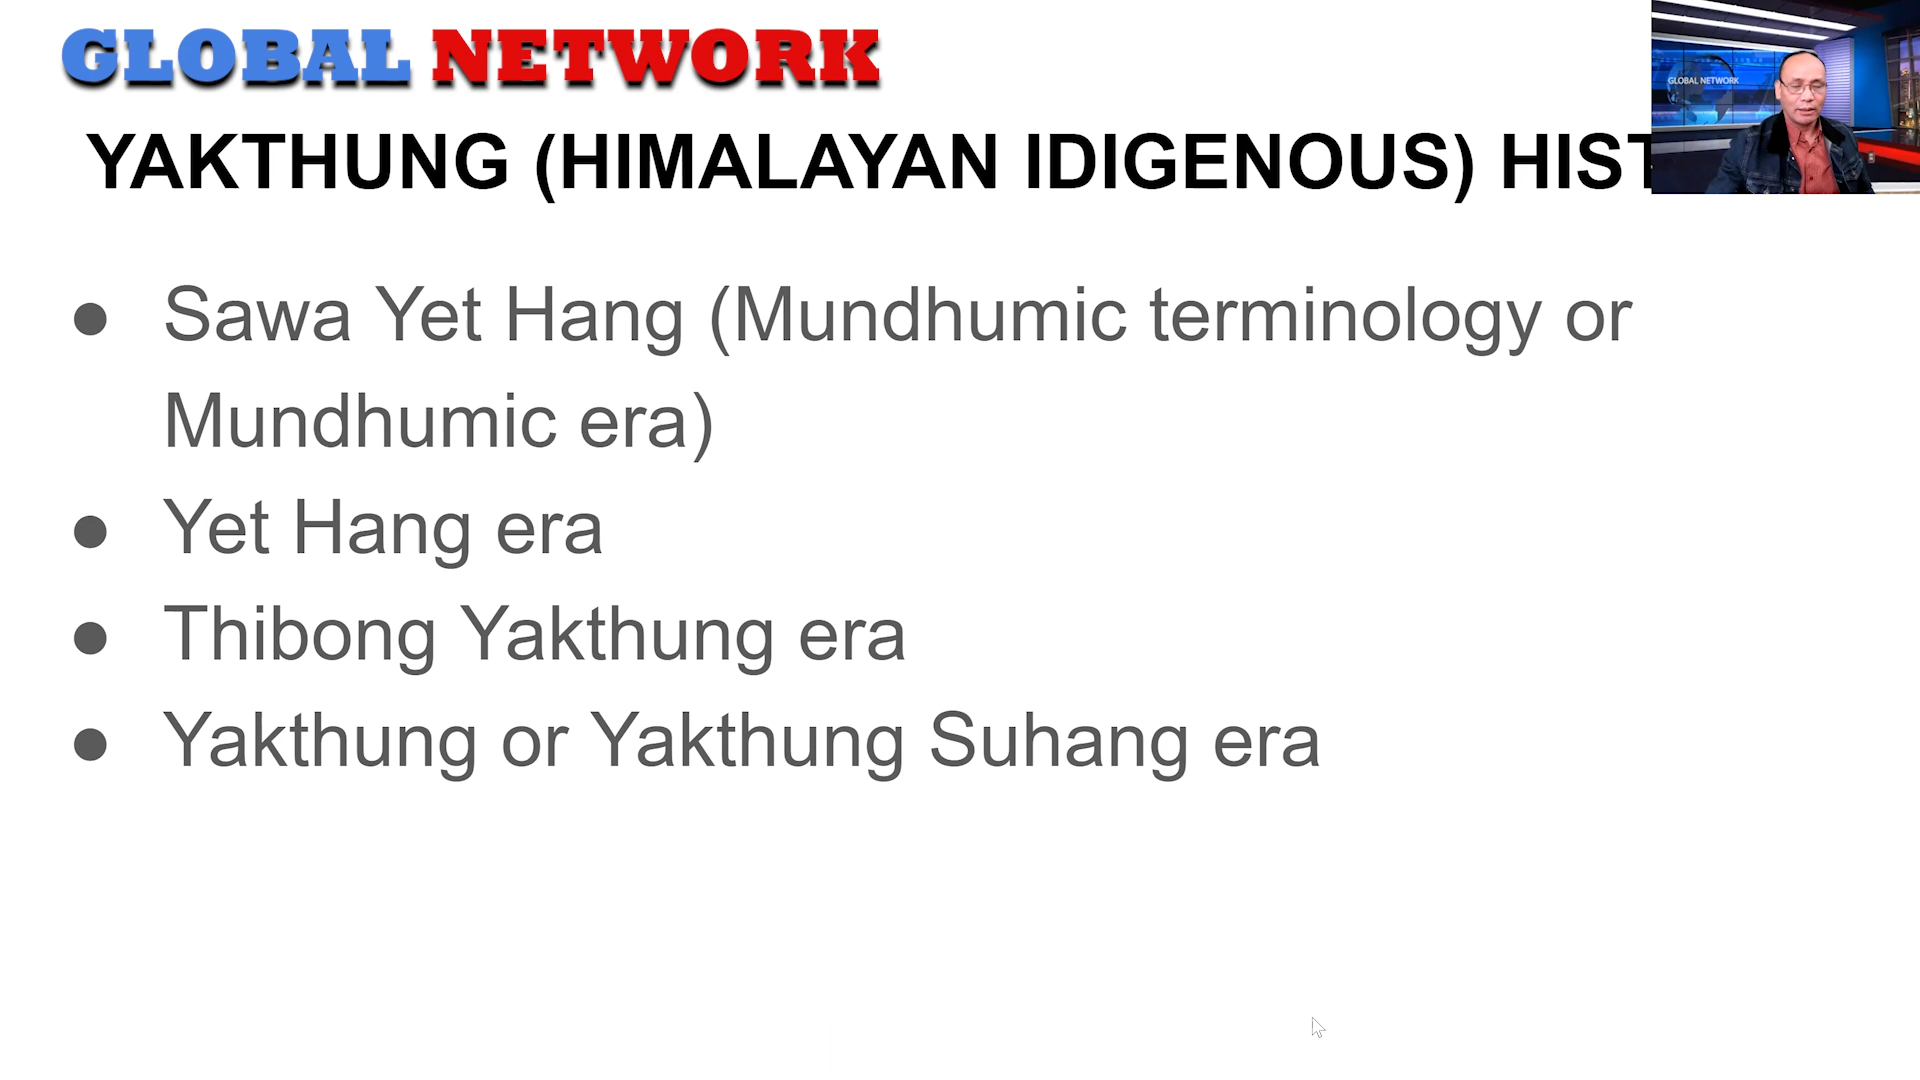 GLOBAL NETWORK
GLOBAL NETWORK
YAKTHUNG (HIMALAYAN IDIGENOUS) HIST
● Sawa Yet Hang (Mundhumic terminology or
Mundhumic era)
● Yet Hang era
● Thibong Yakthung era
● Yakthung or Yakthung Suhang era